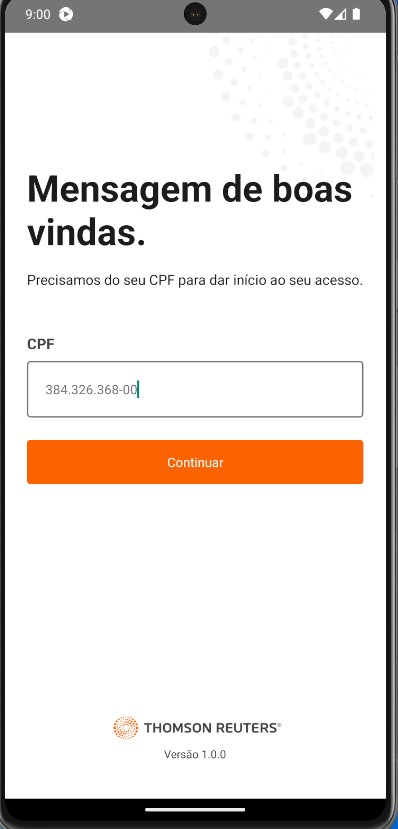 9:00
Mensagem de boas
vindas.
Precisamos do seu CPF para dar início ao seu acesso.
CPF
384.326.368-00
Continuar
THOMSON REUTERS®
Versão 1.0.0